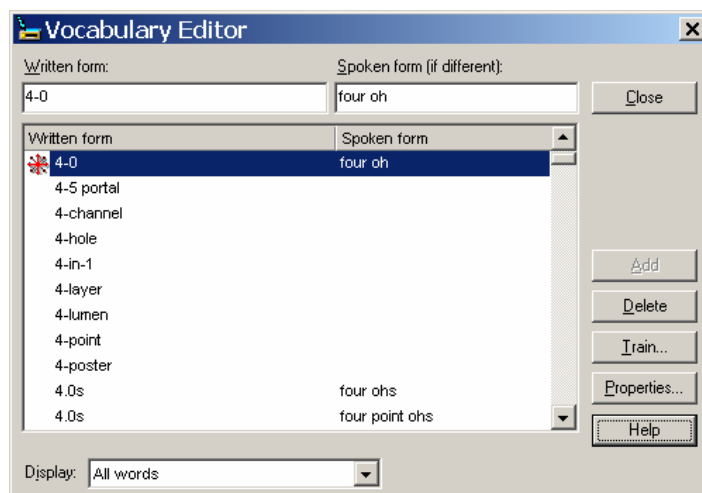 Vocabulary Editor
Written form: Spoken form (if different):
4-0 four oh Close
Written form Spoken form
4-0 four oh
4-5 portal
4-channel
4-hole
4-in-1
4-layer
4-lumen
4-point
4-poster
4.0s four ohs
4.0s four point ohs
Add
Delete
Train...
Properties...
Help
Display: All words